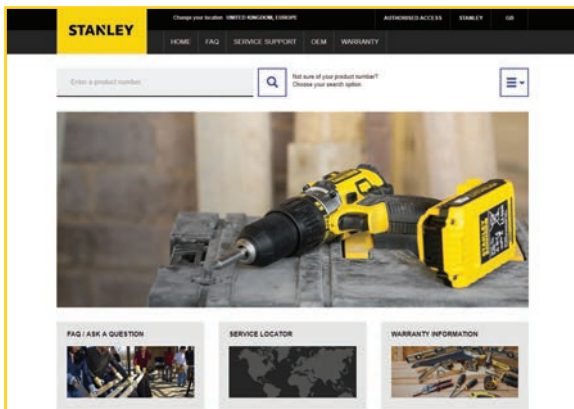 STANLEY
Change your location UNITED KINGDOM, EUROPE
AUTHORISED ACCESS STANLEY GB
HOME FAQ SERVICE SUPPORT OEM WARRANTY
Enter a product number
Not sure of your product number?
Choose your search option
STANLEY
FAQ / ASK A QUESTION
SERVICE LOCATOR
WARRANTY INFORMATION